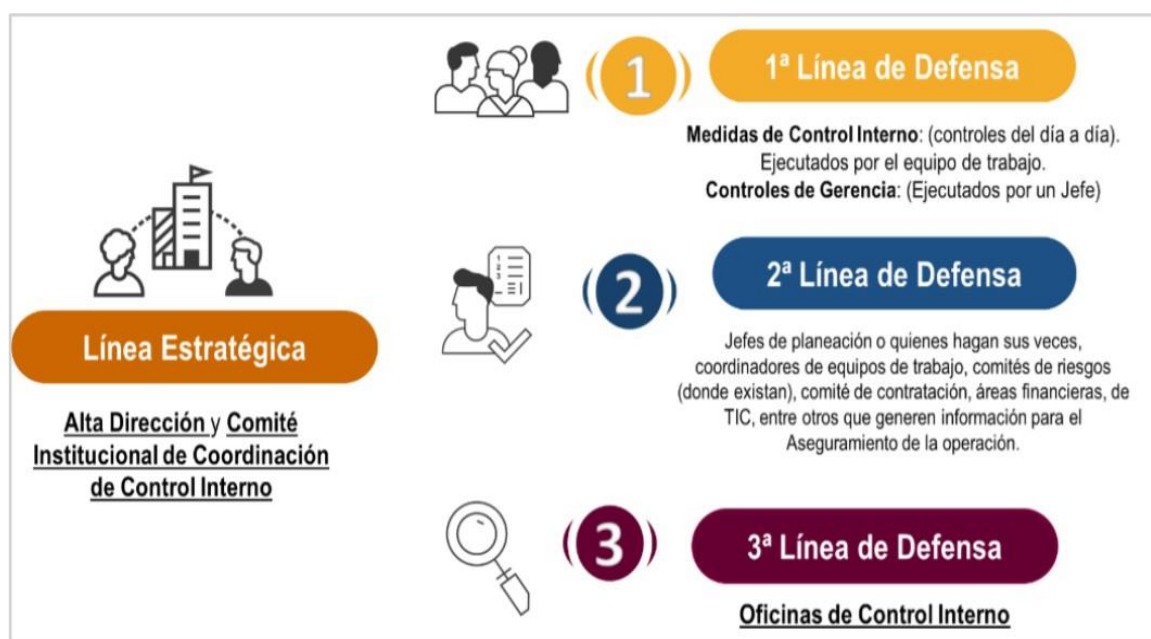 Línea Estratégica
Alta Dirección y Comité
Institucional de Coordinación
de Control Interno
1
1ª Línea de Defensa
Medidas de Control Interno: (controles del día a día).
Ejecutados por el equipo de trabajo.
Controles de Gerencia: (Ejecutados por un Jefe)
2
2ª Línea de Defensa
Jefes de planeación o quienes hagan sus veces,
coordinadores de equipos de trabajo, comités de riesgos
(donde existan), comité de contratación, áreas financieras, de
TIC, entre otros que generen información para el
Aseguramiento de la operación.
3
3ª Línea de Defensa
Oficinas de Control Interno